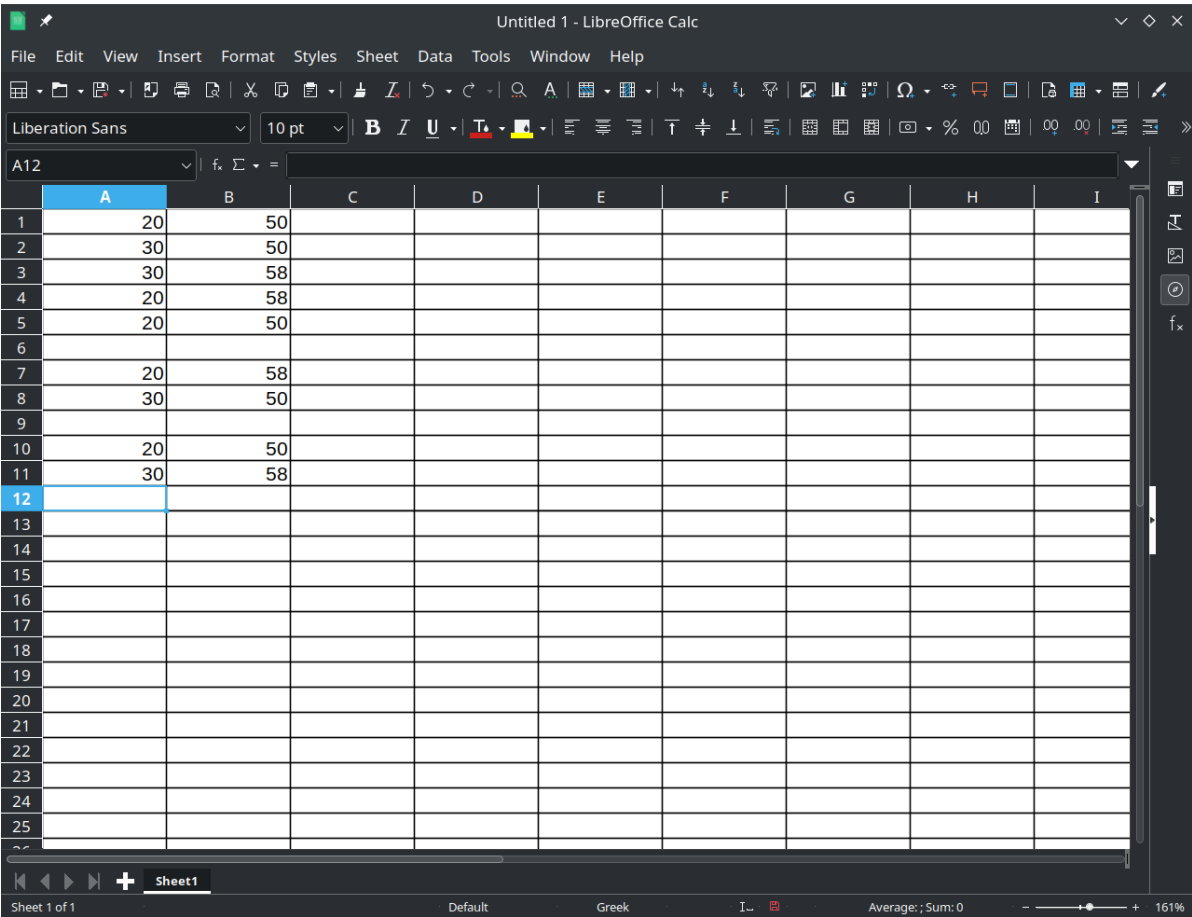 Untitled 1 - LibreOffice Calc
File Edit View Insert Format Styles Sheet Data Tools Window Help
Liberation Sans 10 pt B I U
A12 fx Σ =
A B C D E F G H I
1 20 50
2 30 50
3 30 58
4 20 58
5 20 50
6
7 20 58
8 30 50
9
10 20 50
11 30 58
12
13
14
15
16
17
18
19
20
21
22
23
24
25
Sheet1
Sheet 1 of 1 Default Greek Average: ; Sum: 0 161%